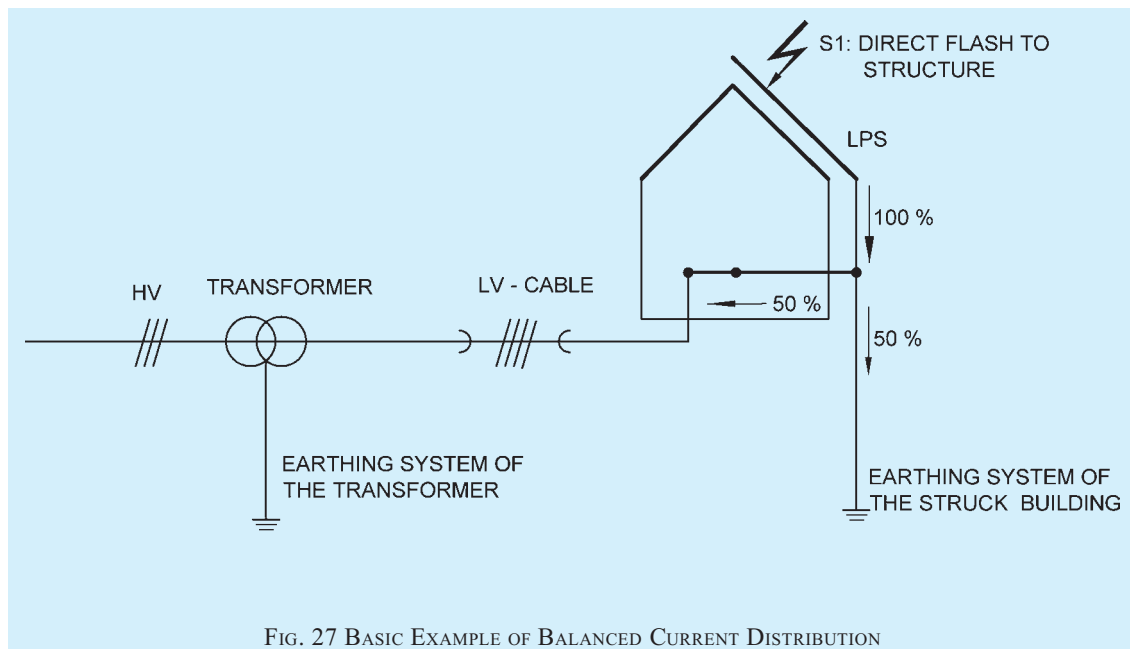 S1: DIRECT FLASH TO
STRUCTURE
LPS
100 %
HV
TRANSFORMER
LV - CABLE
50 %
50 %
EARTHING SYSTEM OF
THE TRANSFORMER
EARTHING SYSTEM OF
THE STRUCK BUILDING
FIG. 27 BASIC EXAMPLE OF BALANCED CURRENT DISTRIBUTION